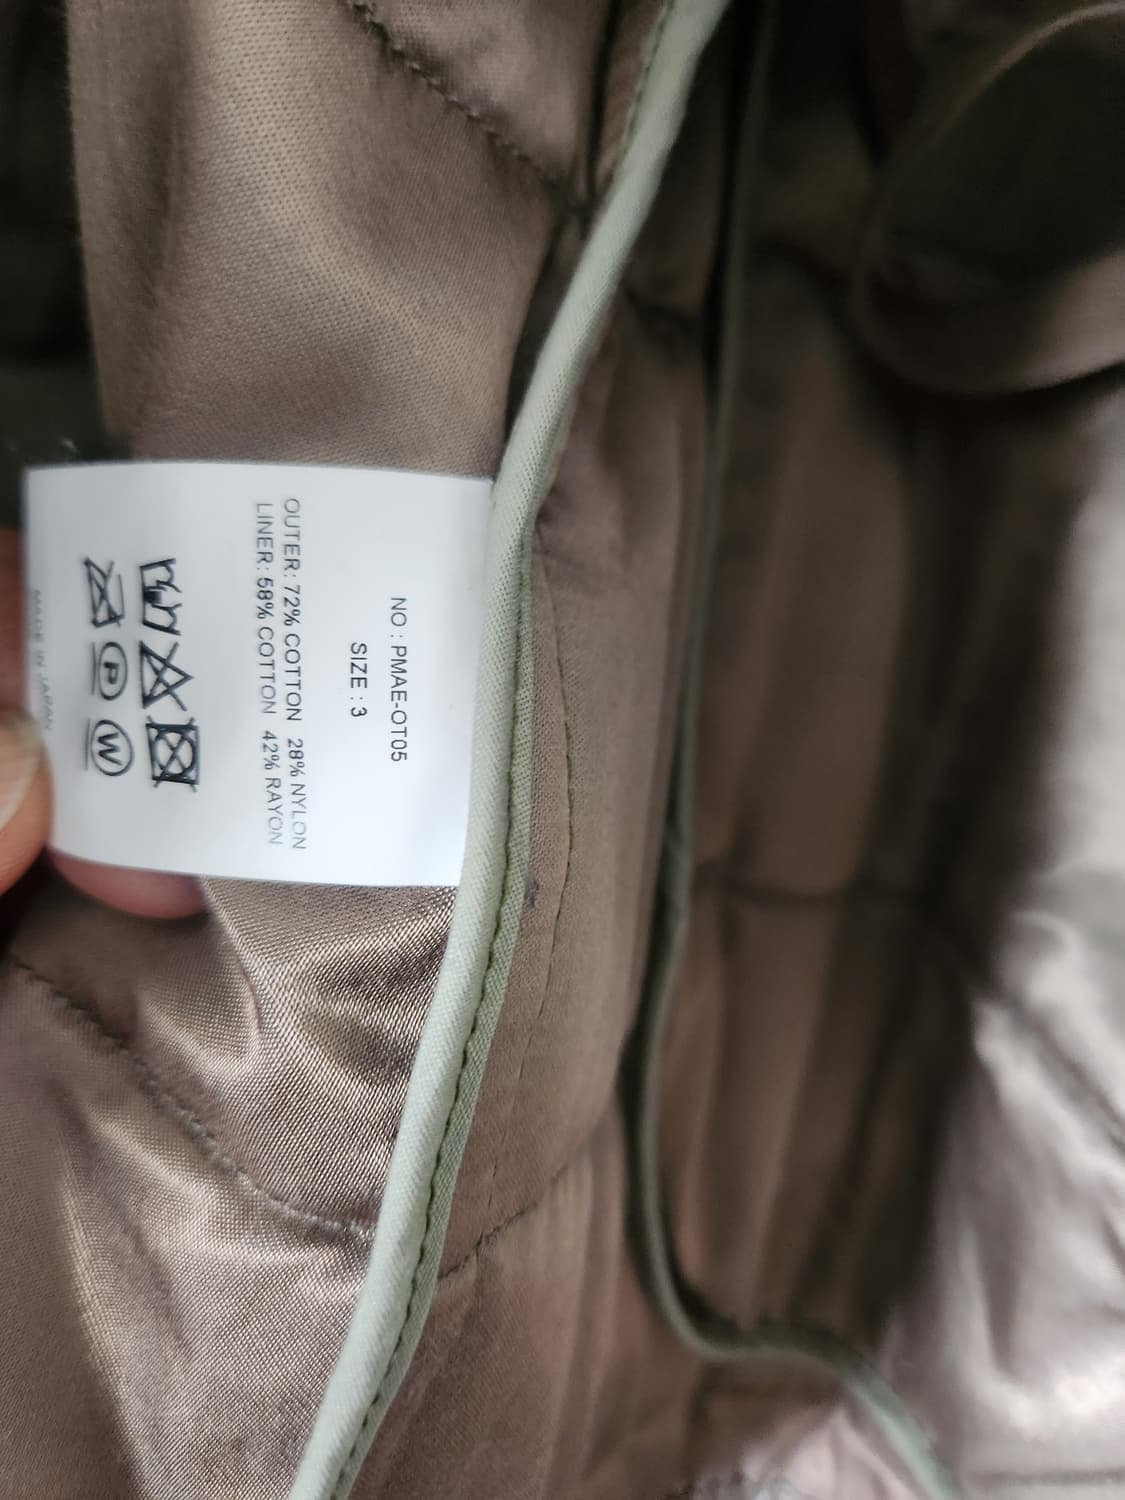 NO : PMAE-OT05
SIZE : 3
OUTER: 72% COTTON 28% NYLON
LINER: 58% COTTON 42% RAYON
P W
MADE IN JAPAN